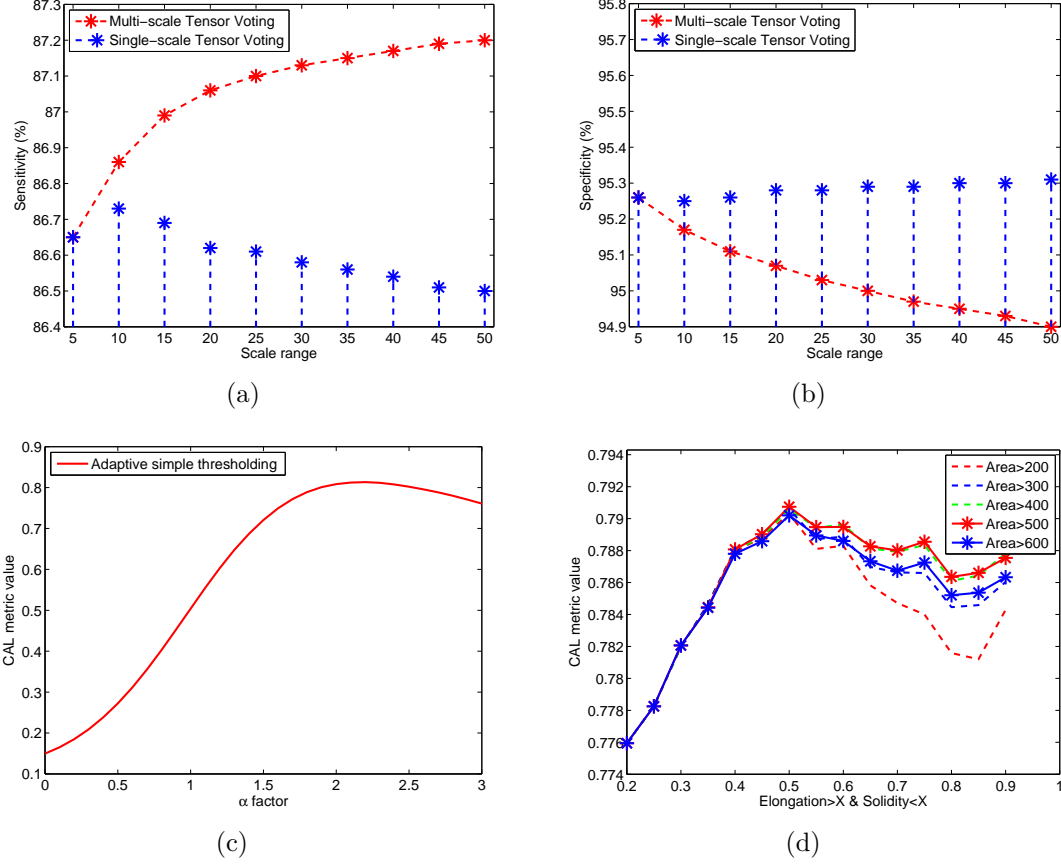 87.3
87.2
87.1
87
86.9
86.8
86.7
86.6
86.5
86.4
Sensitivity (%)
Multi−scale Tensor Voting
Single−scale Tensor Voting
5 10 15 20 25 30 35 40 45 50
Scale range
(a)
95.8
95.7
95.6
95.5
95.4
95.3
95.2
95.1
95
94.9
Specificity (%)
Multi−scale Tensor Voting
Single−scale Tensor Voting
5 10 15 20 25 30 35 40 45 50
Scale range
(b)
0.9
0.8
0.7
0.6
0.5
0.4
0.3
0.2
0.1
CAL metric value
Adaptive simple thresholding
0 0.5 1 1.5 2 2.5 3
α factor
(c)
0.794
0.792
0.79
0.788
0.786
0.784
0.782
0.78
0.778
0.776
0.774
CAL metric value
Area>200
Area>300
Area>400
Area>500
Area>600
0.2 0.3 0.4 0.5 0.6 0.7 0.8 0.9 1
Elongation>X & Solidity<X
(d)